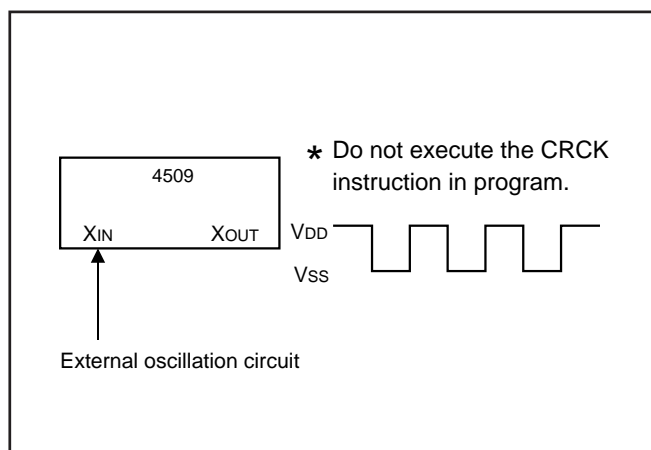 * Do not execute the CRCK
instruction in program.
4509
XIN XOUT
VDD
VSS
External oscillation circuit